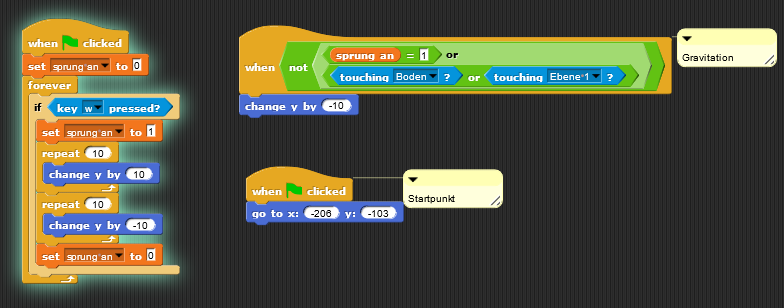 when clicked
set sprung an to 0
forever
if key w pressed?
set sprung an to 1
repeat 10
change y by 10
repeat 10
change y by -10
set sprung an to 0
when not sprung an = 1 or
touching Boden ? or touching Ebene*1 ?
change y by -10
Gravitation
when clicked
go to x: -206 y: -103
Startpunkt